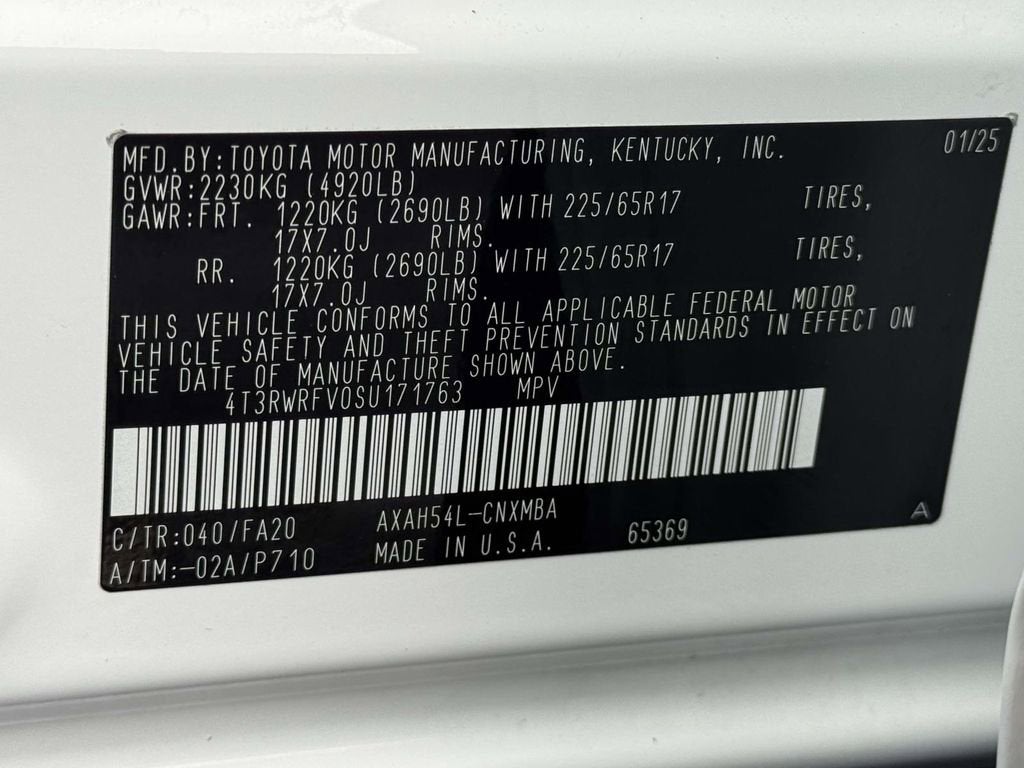 MFD.BY:TOYOTA MOTOR MANUFACTURING, KENTUCKY, INC. 01/25
GVWR:2230KG (4920LB)
GAWR:FRT. 1220KG (2690LB) WITH 225/65R17 TIRES,
17X7.0J RIMS.
RR. 1220KG (2690LB) WITH 225/65R17 TIRES,
17X7.0J RIMS.
THIS VEHICLE CONFORMS TO ALL APPLICABLE FEDERAL MOTOR
VEHICLE SAFETY AND THEFT PREVENTION STANDARDS IN EFFECT ON
THE DATE OF MANUFACTURE SHOWN ABOVE.
4T3RWRFV0SU171763 MPV
C/TR:040/FA20 AXAH54L-CNXMBA
A/TM:-02A/P710 MADE IN U.S.A. 65369 A